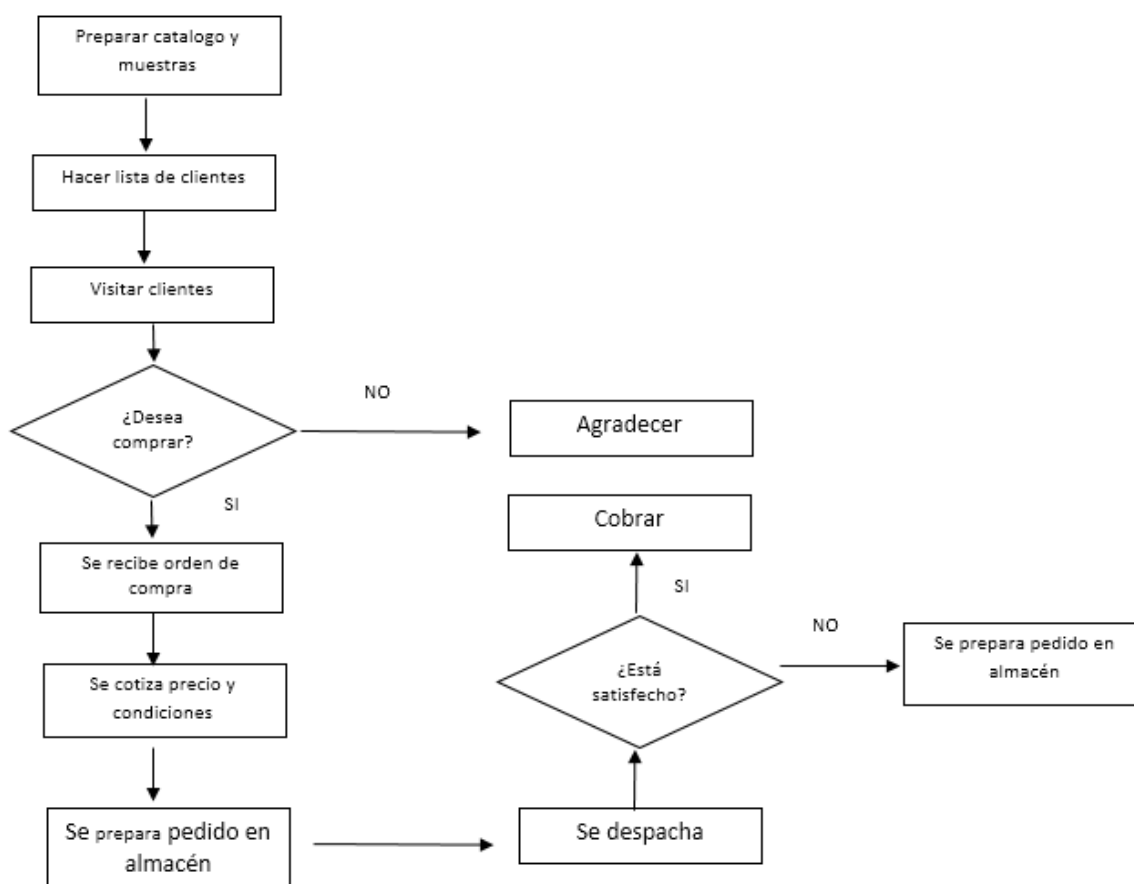 Preparar catalogo y
muestras
Hacer lista de clientes
Visitar clientes
¿Desea
comprar?
NO
Agradecer
SI
Se recibe orden de
compra
Se cotiza precio y
condiciones
Se prepara pedido en
almacén
Se despacha
¿Está
satisfecho?
SI
Cobrar
NO
Se prepara pedido en
almacén